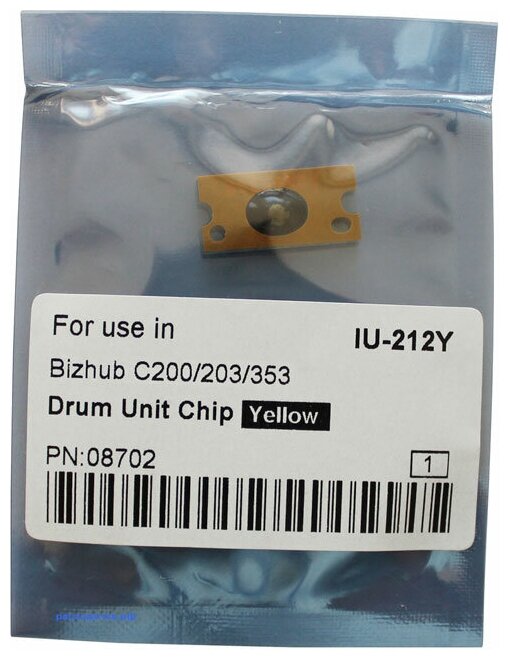 For use in
IU-212Y
Bizhub C200/203/353
Drum Unit Chip Yellow
PN:08702
1